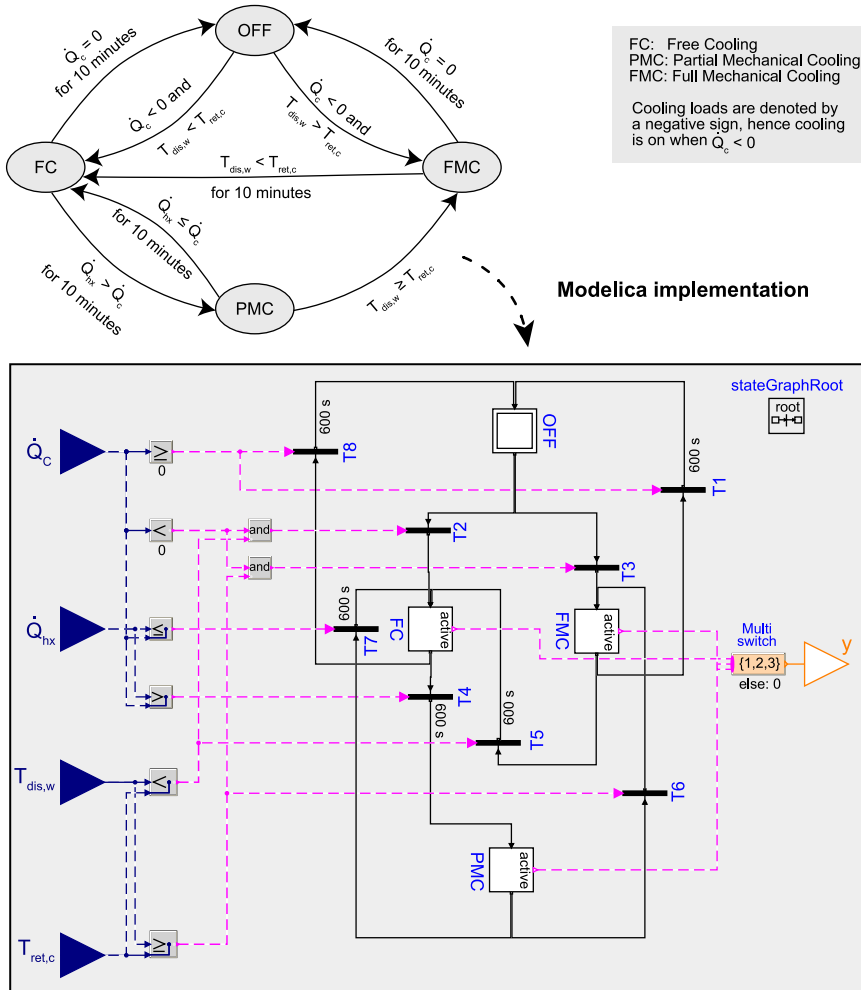 OFF
Q̇c = 0
for 10 minutes
Q̇c = 0
for 10 minutes
Q̇c < 0 and
Tdis,w < Tret,c
Q̇c < 0 and
Tdis,w > Tret,c
FC
Tdis,w < Tret,c
for 10 minutes
FMC
Q̇hx ≤ Q̇c
for 10 minutes
Q̇hx > Q̇c
for 10 minutes
PMC
Tdis,w ≥ Tret,c
FC: Free Cooling
PMC: Partial Mechanical Cooling
FMC: Full Mechanical Cooling
Cooling loads are denoted by
a negative sign, hence cooling
is on when Q̇c < 0
Modelica implementation
stateGraphRoot
root
Q̇C
≥
0
600 s
T8
OFF
600 s
T1
<
0
and
T2
and
T3
Q̇hx
≤
600 s
T7
FC
active
FMC
active
Multi
switch
{1,2,3}
else: 0
y
>
T4
600 s
600 s
T5
Tdis,w
<
T6
PMC
active
Tret,c
≥